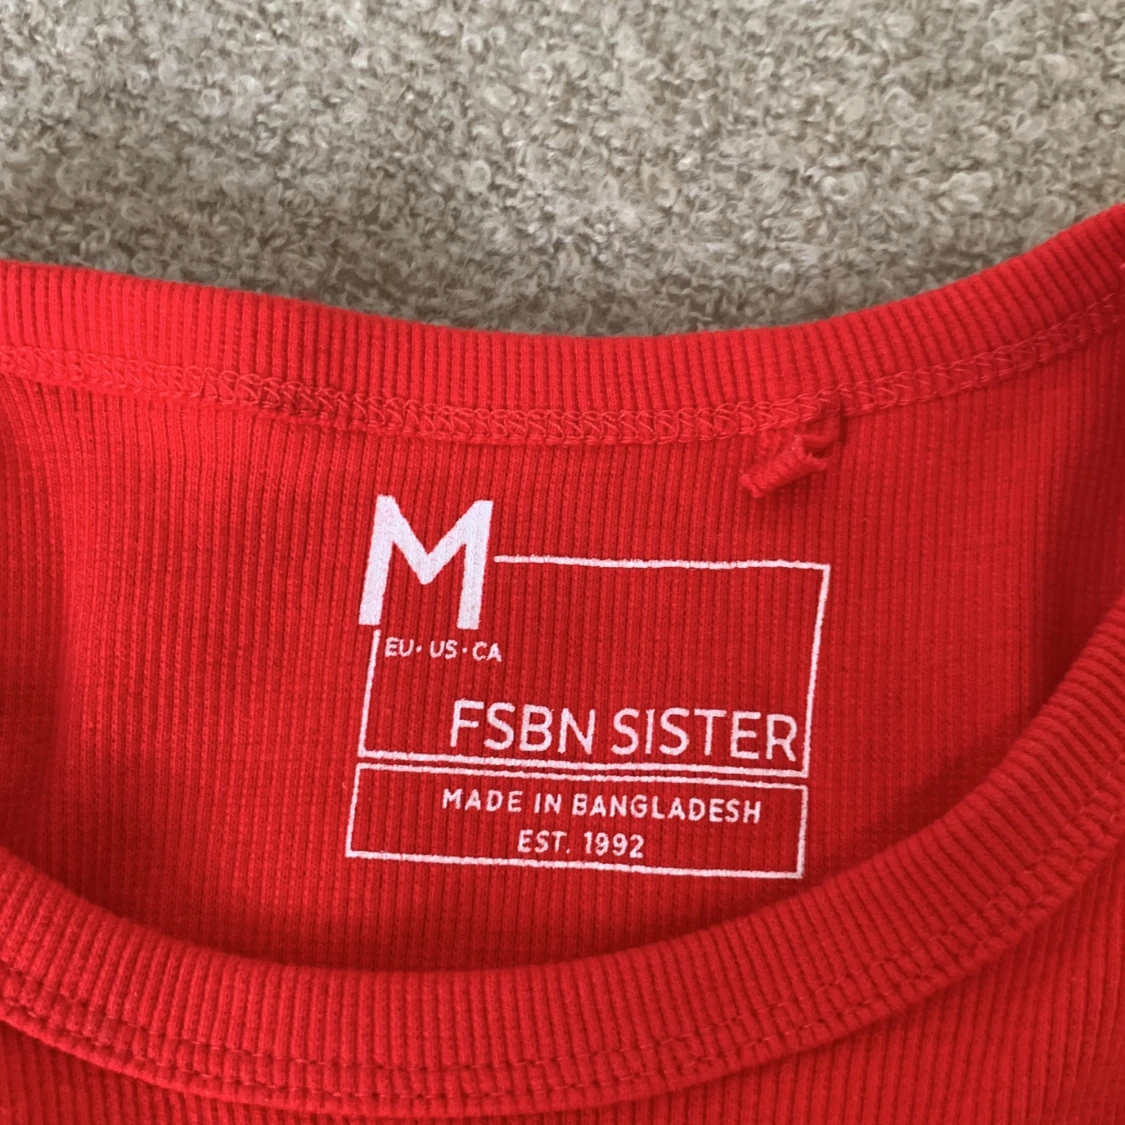 M
EU· US· CA
FSBN SISTER
MADE IN BANGLADESH
EST. 1992